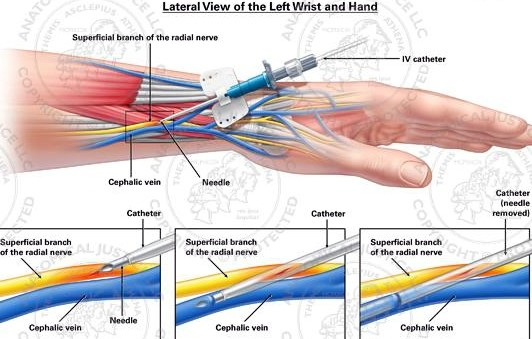 Lateral View of the Left Wrist and Hand
Superficial branch of the radial nerve
IV catheter
Cephalic vein
Needle
Catheter
Superficial branch
of the radial nerve
Needle
Cephalic vein
Catheter
Superficial branch
of the radial nerve
Cephalic vein
Catheter
(needle
removed)
Superficial branch
of the radial nerve
Cephalic vein